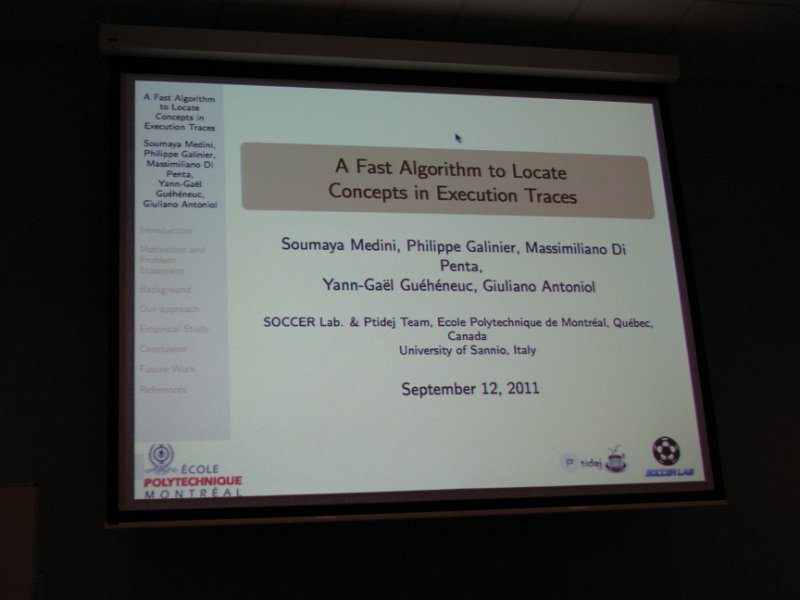 A Fast Algorithm
to Locate
Concepts in
Execution Traces
Soumaya Medini,
Philippe Galinier,
Massimiliano Di
Penta,
Yann-Gaël
Guéhéneuc,
Giuliano Antoniol
Introduction
Motivation and
Problem
Statement
Background
Our approach
Empirical Study
Conclusion
Future Work
References
A Fast Algorithm to Locate
Concepts in Execution Traces
Soumaya Medini, Philippe Galinier, Massimiliano Di
Penta,
Yann-Gaël Guéhéneuc, Giuliano Antoniol
SOCCER Lab. & Ptidej Team, Ecole Polytechnique de Montréal, Québec,
Canada
University of Sannio, Italy
September 12, 2011
ÉCOLE
POLYTECHNIQUE
MONTRÉAL
Ptidej
SOCCER LAB